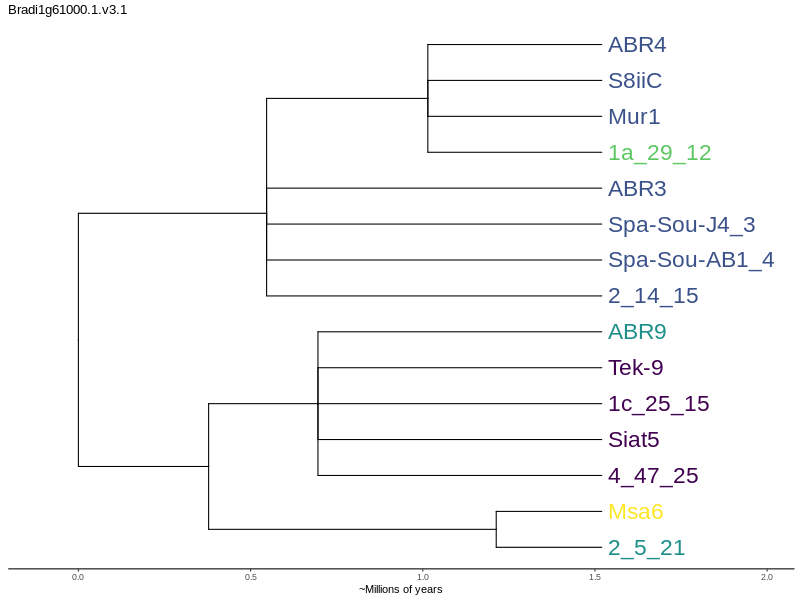 Bradi1g61000.1.v3.1
ABR4
S8iiC
Mur1
1a_29_12
ABR3
Spa-Sou-J4_3
Spa-Sou-AB1_4
2_14_15
ABR9
Tek-9
1c_25_15
Siat5
4_47_25
Msa6
2_5_21
0.0 0.5 1.0 1.5 2.0
~Millions of years